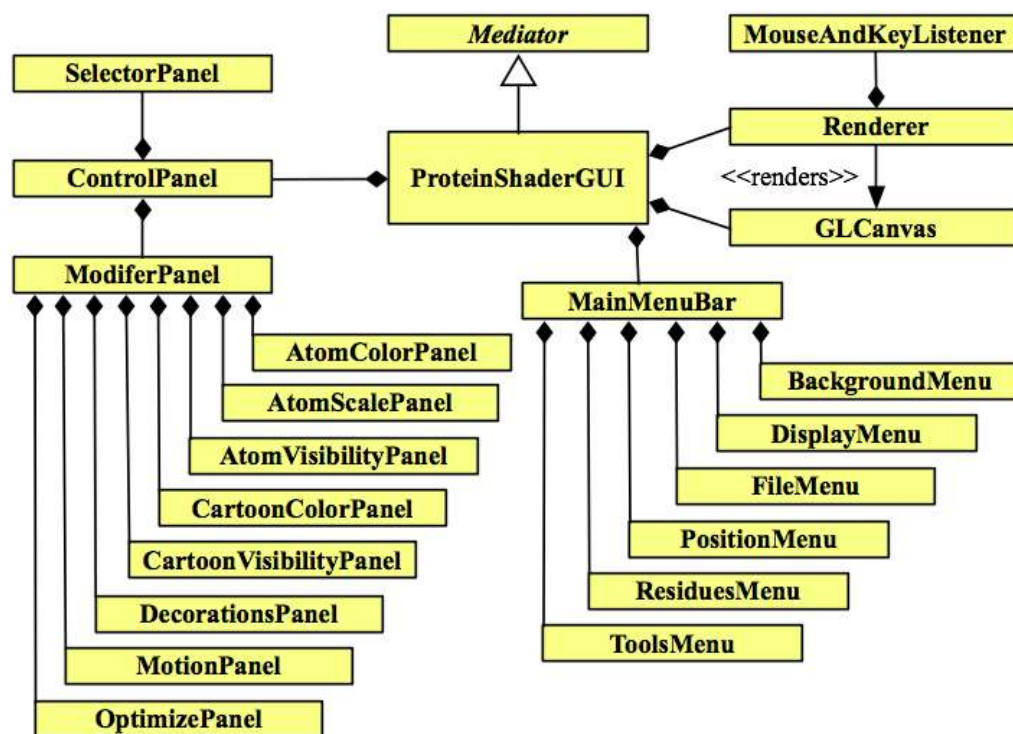 Mediator
MouseAndKeyListener
SelectorPanel
Renderer
ControlPanel
ProteinShaderGUI
<<renders>>
GLCanvas
ModiferPanel
MainMenuBar
AtomColorPanel
BackgroundMenu
AtomScalePanel
DisplayMenu
AtomVisibilityPanel
FileMenu
CartoonColorPanel
PositionMenu
CartoonVisibilityPanel
ResiduesMenu
DecorationsPanel
ToolsMenu
MotionPanel
OptimizePanel